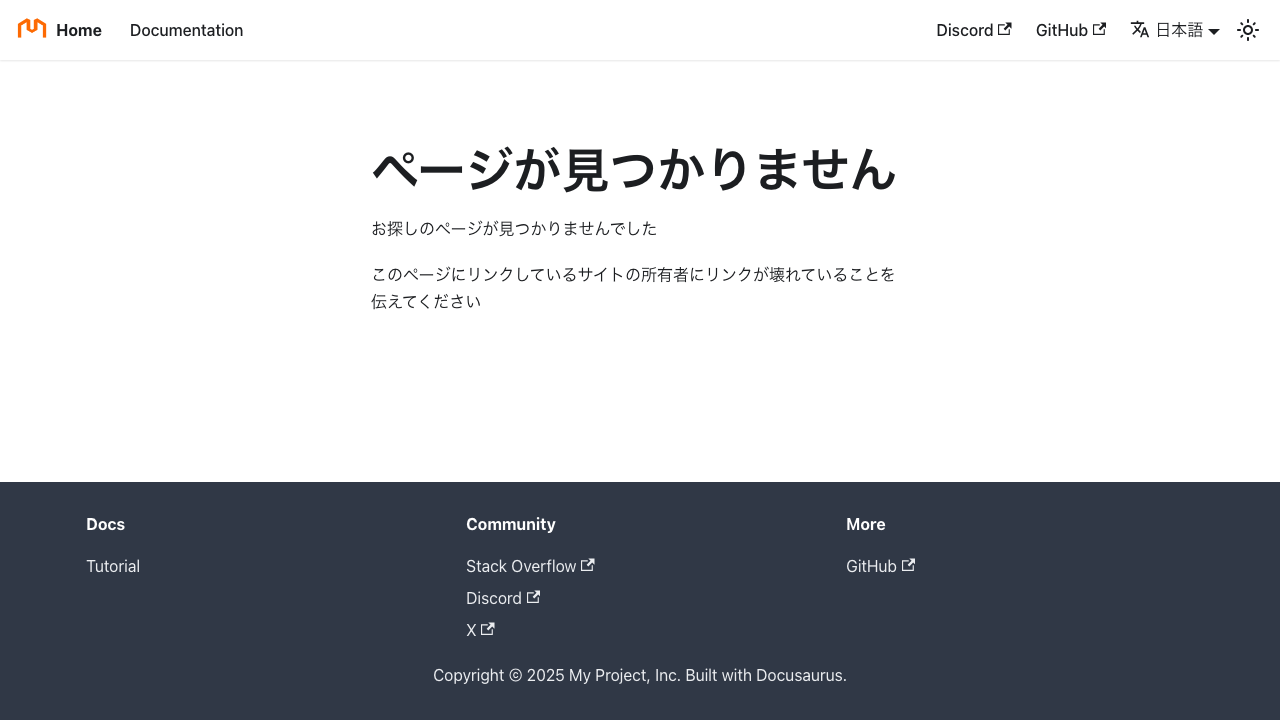 Home
Documentation
Discord
GitHub
日本語
ページが見つかりません
お探しのページが見つかりませんでした
このページにリンクしているサイトの所有者にリンクが壊れていることを
伝えてください
Docs
Tutorial
Community
Stack Overflow
Discord
X
More
GitHub
Copyright © 2025 My Project, Inc. Built with Docusaurus.